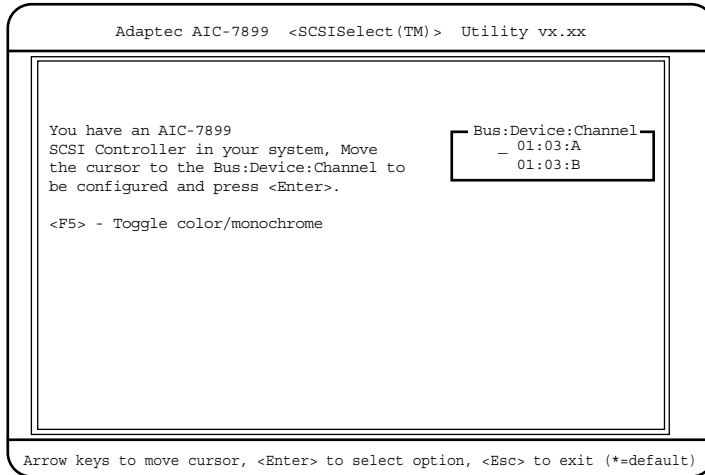 Adaptec AIC-7899 <SCSISelect(TM)> Utility vx.xx
You have an AIC-7899
SCSI Controller in your system, Move
the cursor to the Bus:Device:Channel to
be configured and press <Enter>.
<F5> - Toggle color/monochrome
Bus:Device:Channel
_ 01:03:A
01:03:B
Arrow keys to move cursor, <Enter> to select option, <Esc> to exit (*=default)